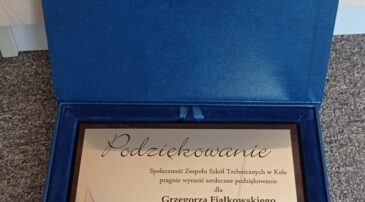 Podziękowanie
Społeczność Zespołu Szkół Technicznych w Kole
pragnie wyrazić serdeczne podziękowanie
dla
Grzegorza Fiałkowskiego